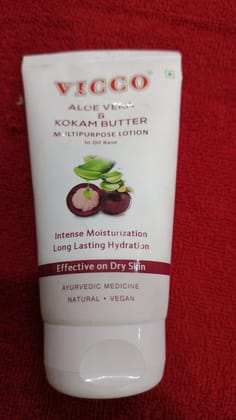 VICCO
ALOE VERA
&
KOKAM BUTTER
MULTIPURPOSE LOTION
In Oil Base
Intense Moisturization
Long Lasting Hydration
Effective on Dry Skin
AYURVEDIC MEDICINE
NATURAL • VEGAN